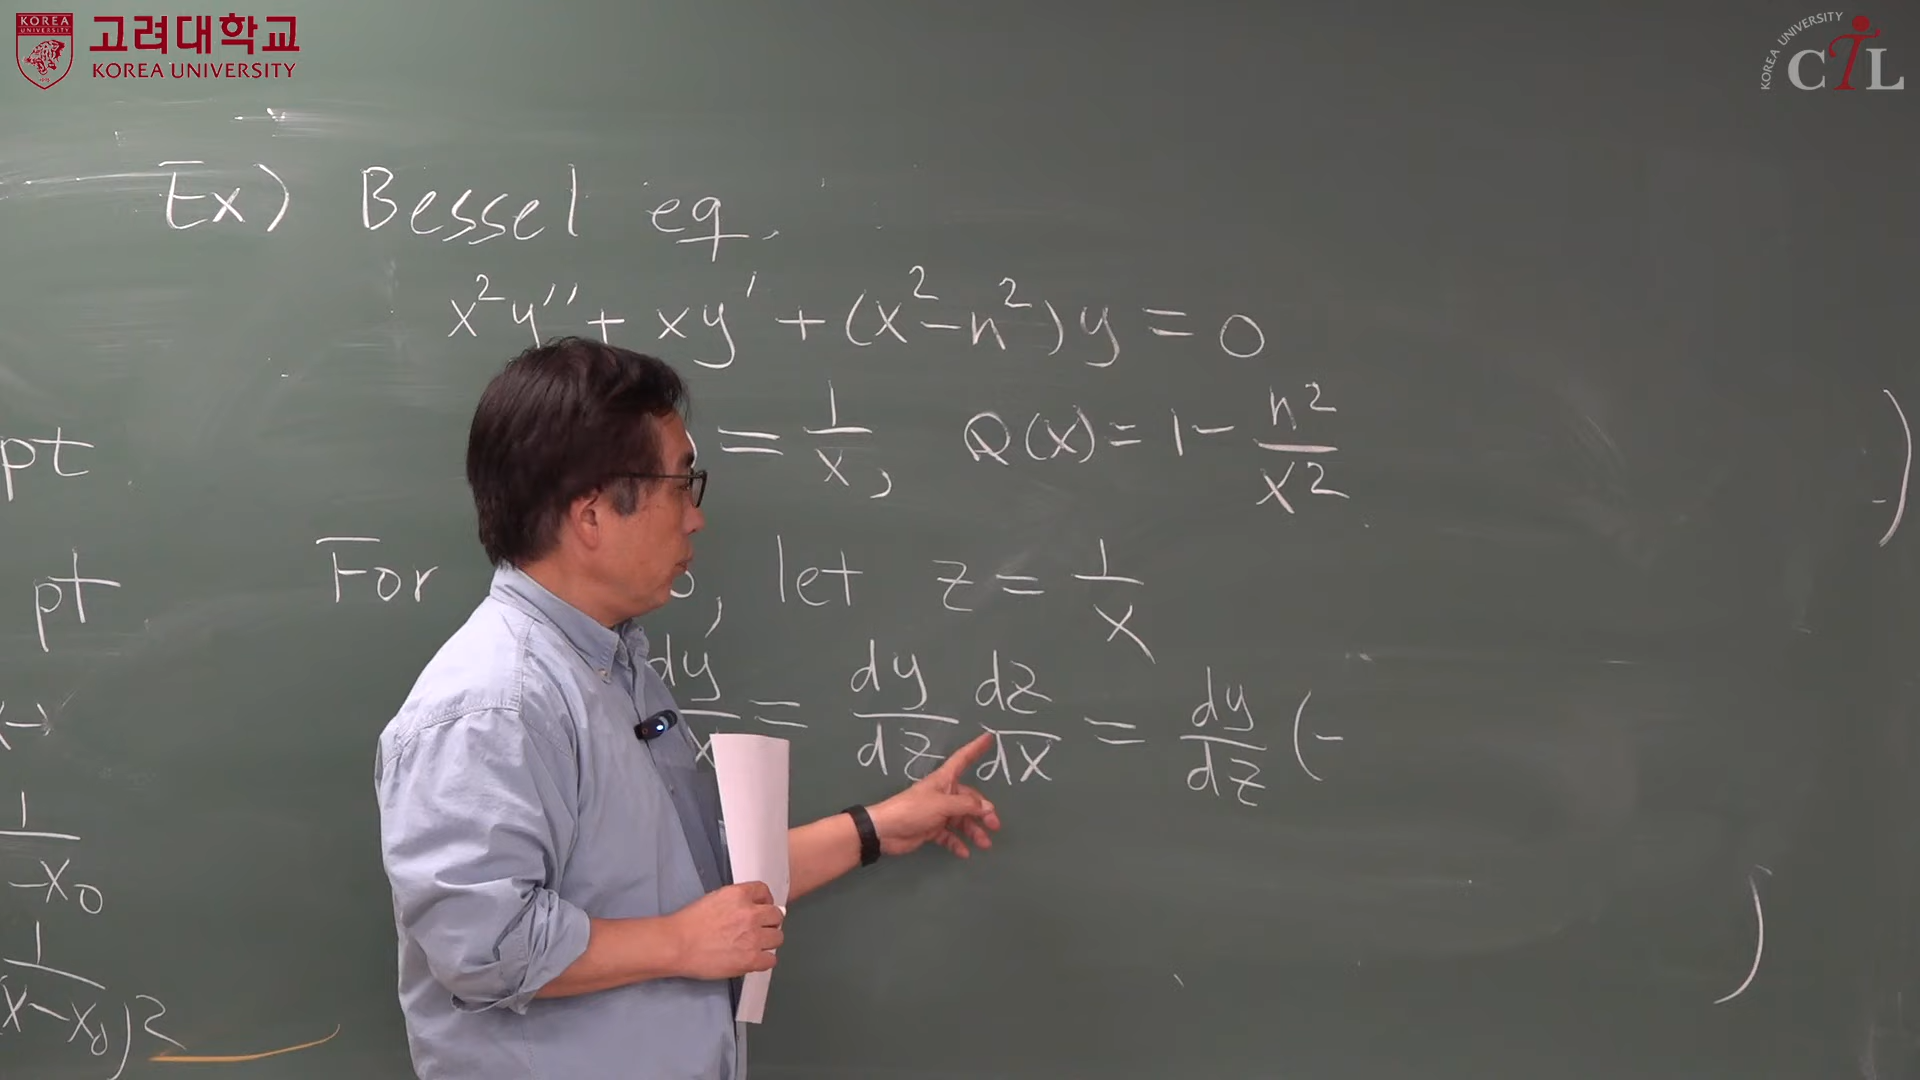 KOREA UNIVERSITY
고려대학교
KOREA UNIVERSITY
KOREA UNIVERSITY
CTL
Ex) Bessel eq.
x²y'' + xy' + (x²-n²)y = 0
= 1/x, Q(x) = 1 - n²/x²
For , let z = 1/x
dy/x = dy/dz dz/dx = dy/dz (-
pt
pt
1
-x₀
1
(x-x₀)²
)
)